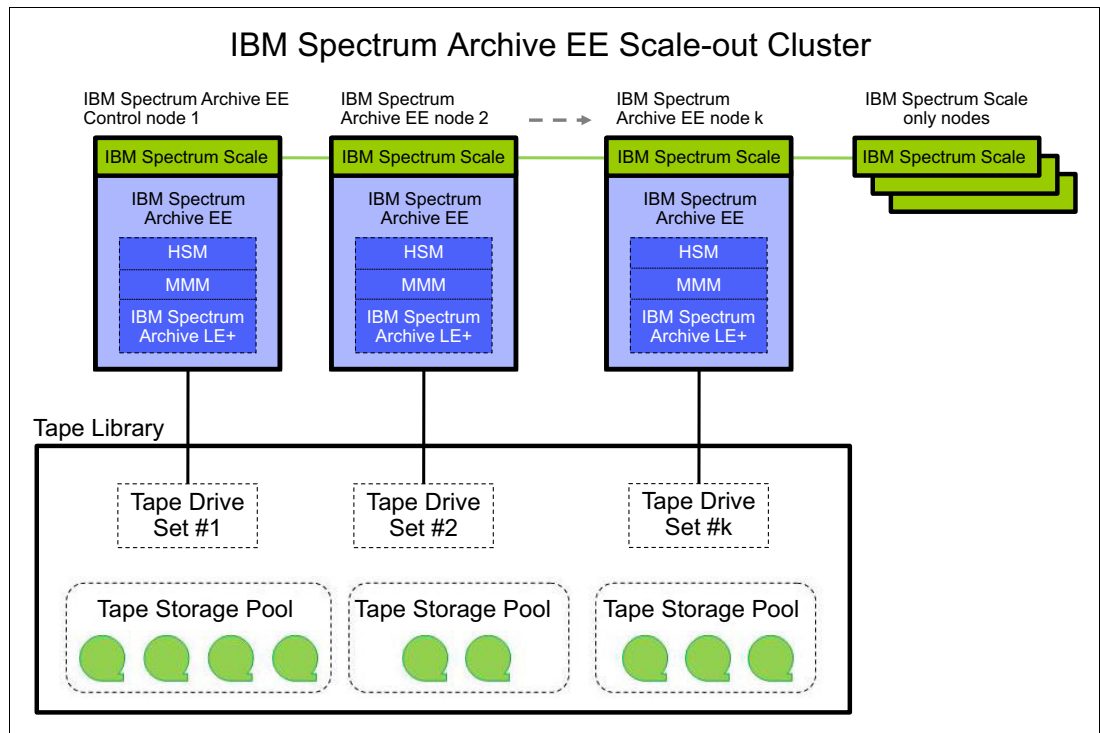 IBM Spectrum Archive EE Scale-out Cluster
IBM Spectrum Archive EE
Control node 1
IBM Spectrum
Archive EE node 2
IBM Spectrum
Archive EE node k
IBM Spectrum Scale
only nodes
IBM Spectrum Scale
IBM Spectrum Scale
IBM Spectrum Scale
IBM Spectrum Scale
IBM Spectrum
Archive EE
HSM
MMM
IBM Spectrum
Archive LE+
IBM Spectrum
Archive EE
HSM
MMM
IBM Spectrum
Archive LE+
IBM Spectrum
Archive EE
HSM
MMM
IBM Spectrum
Archive LE+
Tape Library
Tape Drive
Set #1
Tape Drive
Set #2
Tape Drive
Set #k
Tape Storage Pool
Tape Storage Pool
Tape Storage Pool